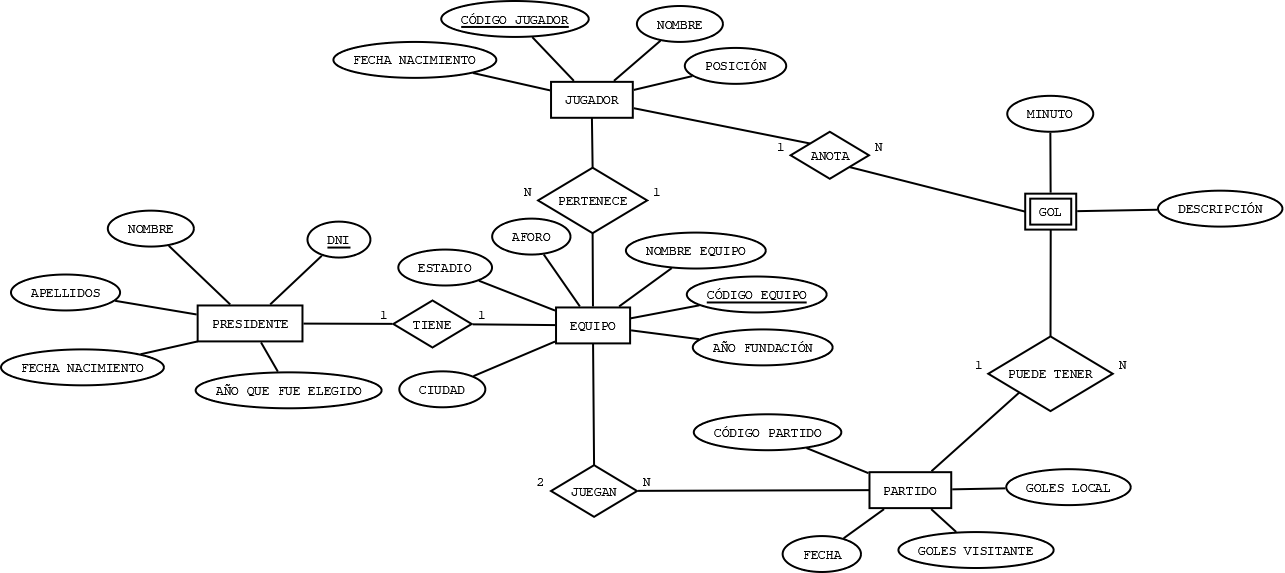 CÓDIGO JUGADOR
NOMBRE
FECHA NACIMIENTO
POSICIÓN
JUGADOR
MINUTO
1
ANOTA
N
N
PERTENECE
1
GOL
DESCRIPCIÓN
NOMBRE
DNI
AFORO
NOMBRE EQUIPO
ESTADIO
APELLIDOS
CÓDIGO EQUIPO
PRESIDENTE
1
TIENE
1
EQUIPO
AÑO FUNDACIÓN
FECHA NACIMIENTO
AÑO QUE FUE ELEGIDO
CIUDAD
1
PUEDE TENER
N
CÓDIGO PARTIDO
2
JUEGAN
N
PARTIDO
GOLES LOCAL
FECHA
GOLES VISITANTE